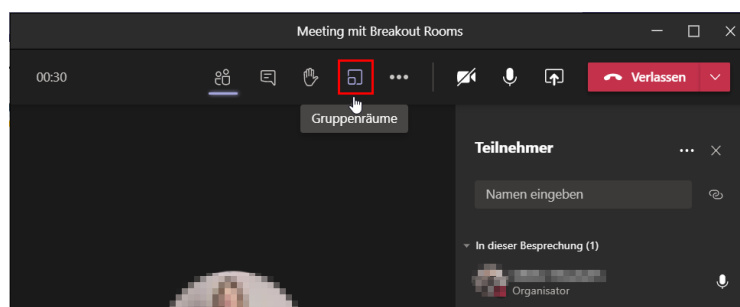 Meeting mit Breakout Rooms
00:30
Verlassen
Gruppenräume
Teilnehmer
Namen eingeben
In dieser Besprechung (1)
Organisator